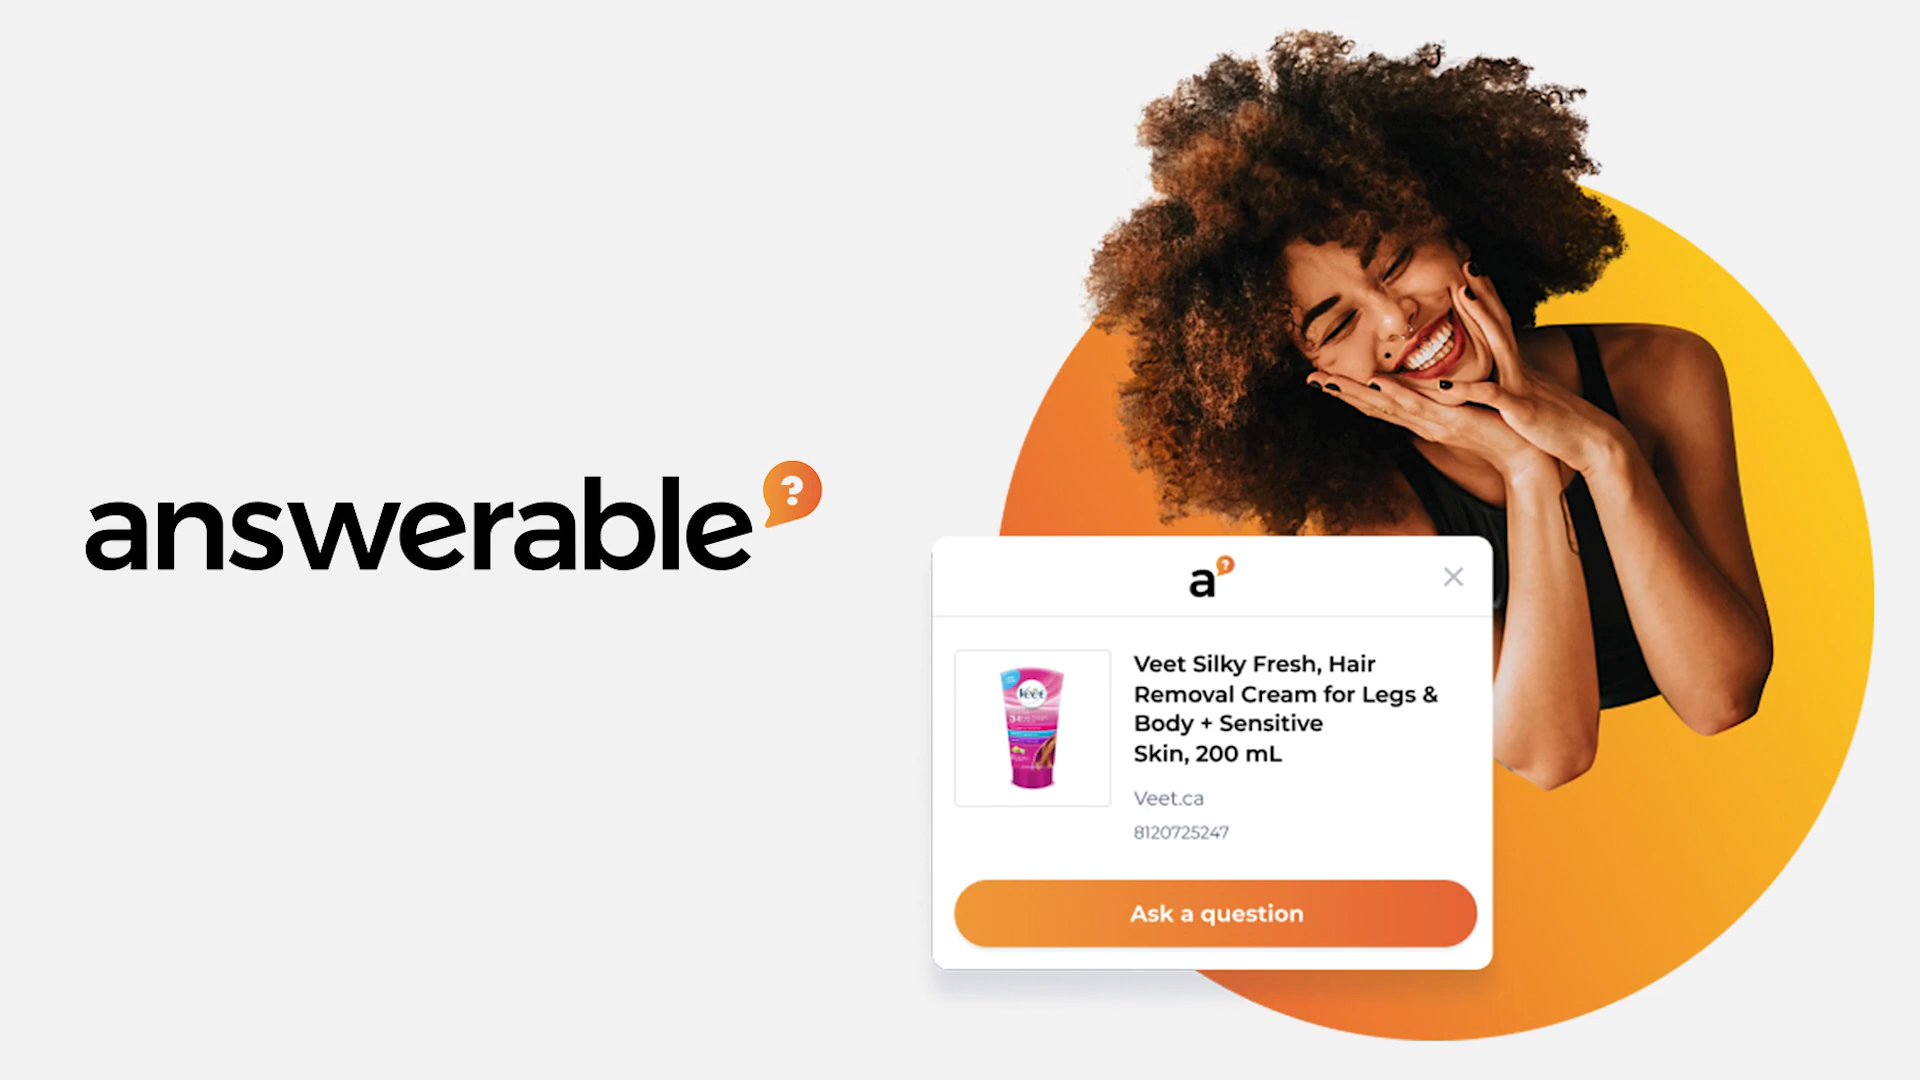 answerable
?
a
?
Veet Silky Fresh, Hair
Removal Cream for Legs &
Body + Sensitive
Skin, 200 mL
Veet
Veet.ca
8120725247
Ask a question